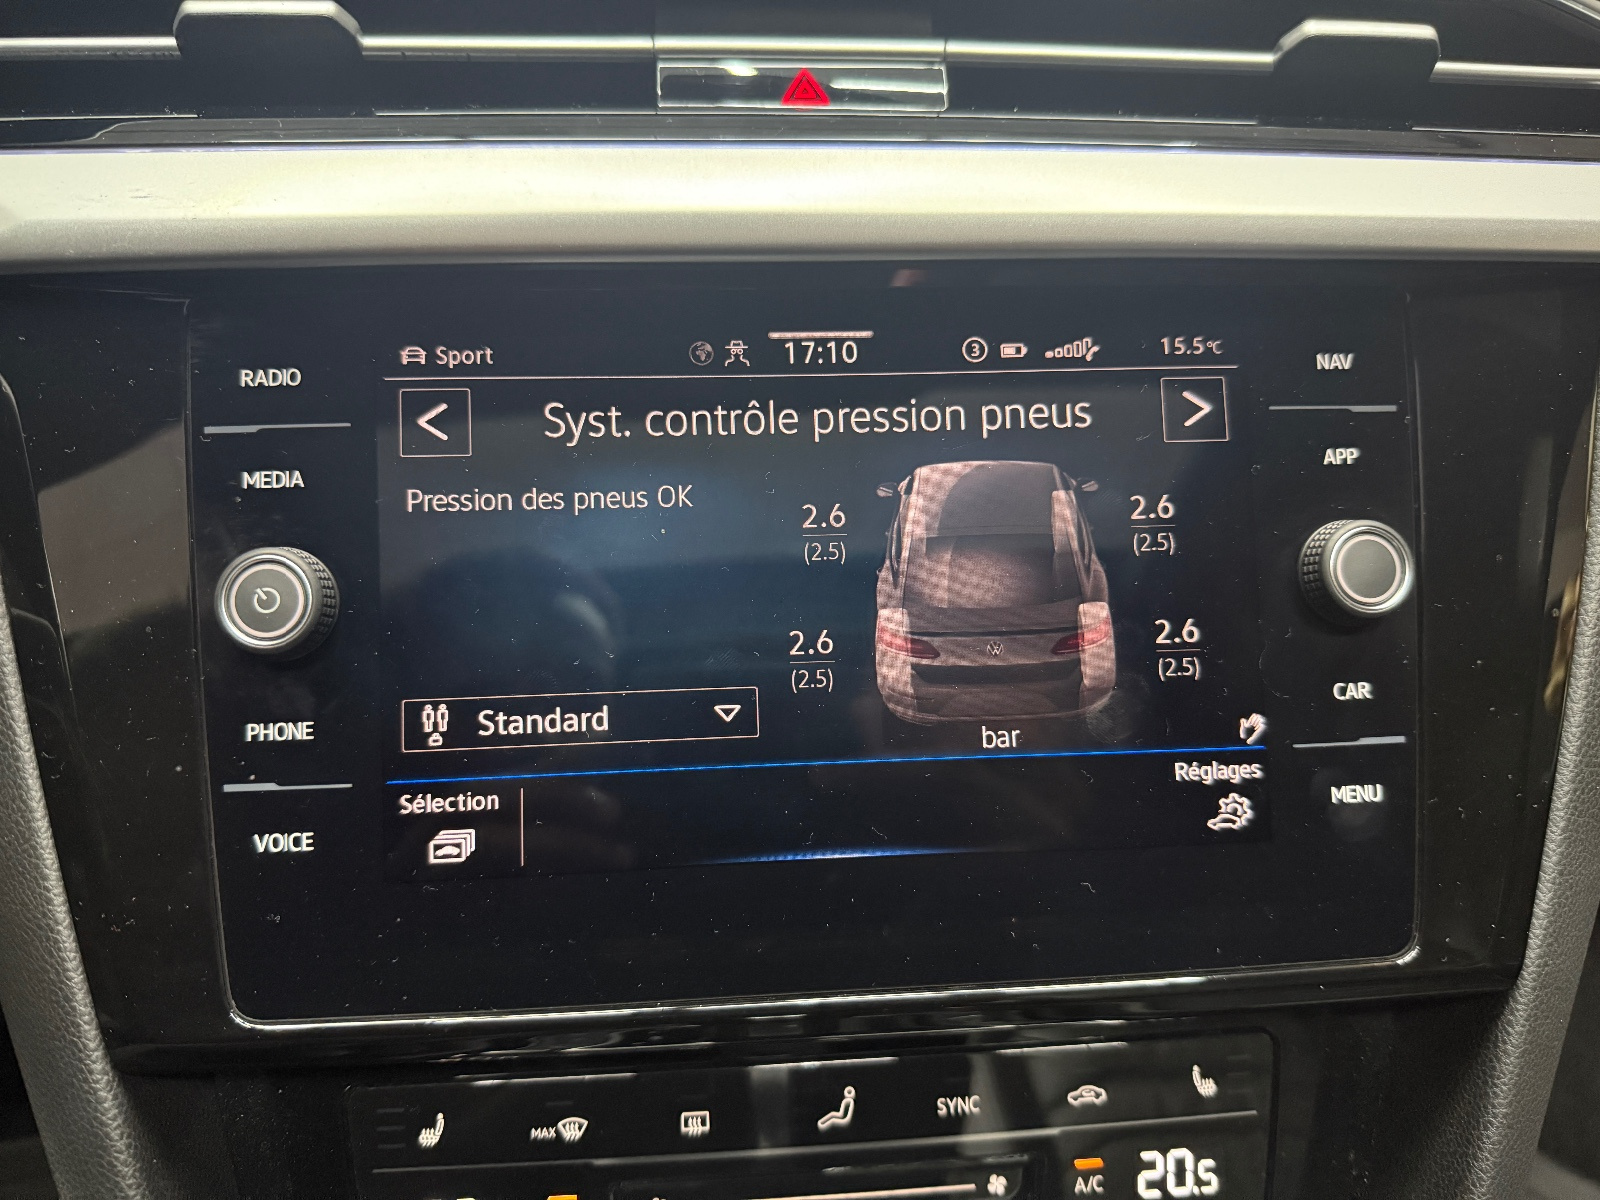 RADIO
MEDIA
PHONE
VOICE
Sport
17:10
3
15.5°C
Syst. contrôle pression pneus
Pression des pneus OK
2.6
(2.5)
2.6
(2.5)
2.6
(2.5)
2.6
(2.5)
Standard
bar
Sélection
Réglages
NAV
APP
CAR
MENU
MAX
SYNC
A/C
20.5